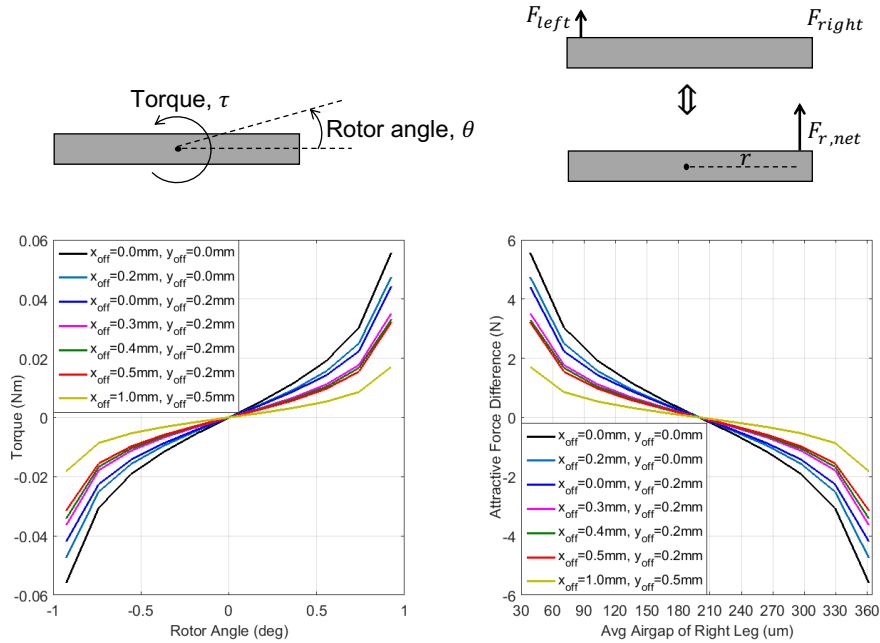 Torque, τ
Rotor angle, θ
F_left
F_right
F_r,net
r
0.06
0.04
0.02
0
-0.02
-0.04
-0.06
Torque (Nm)
x_off=0.0mm, y_off=0.0mm
x_off=0.2mm, y_off=0.0mm
x_off=0.0mm, y_off=0.2mm
x_off=0.3mm, y_off=0.2mm
x_off=0.4mm, y_off=0.2mm
x_off=0.5mm, y_off=0.2mm
x_off=1.0mm, y_off=0.5mm
-1 -0.5 0 0.5 1
Rotor Angle (deg)
6
4
2
0
-2
-4
-6
Attractive Force Difference (N)
x_off=0.0mm, y_off=0.0mm
x_off=0.2mm, y_off=0.0mm
x_off=0.0mm, y_off=0.2mm
x_off=0.3mm, y_off=0.2mm
x_off=0.4mm, y_off=0.2mm
x_off=0.5mm, y_off=0.2mm
x_off=1.0mm, y_off=0.5mm
30 60 90 120 150 180 210 240 270 300 330 360
Avg Airgap of Right Leg (um)